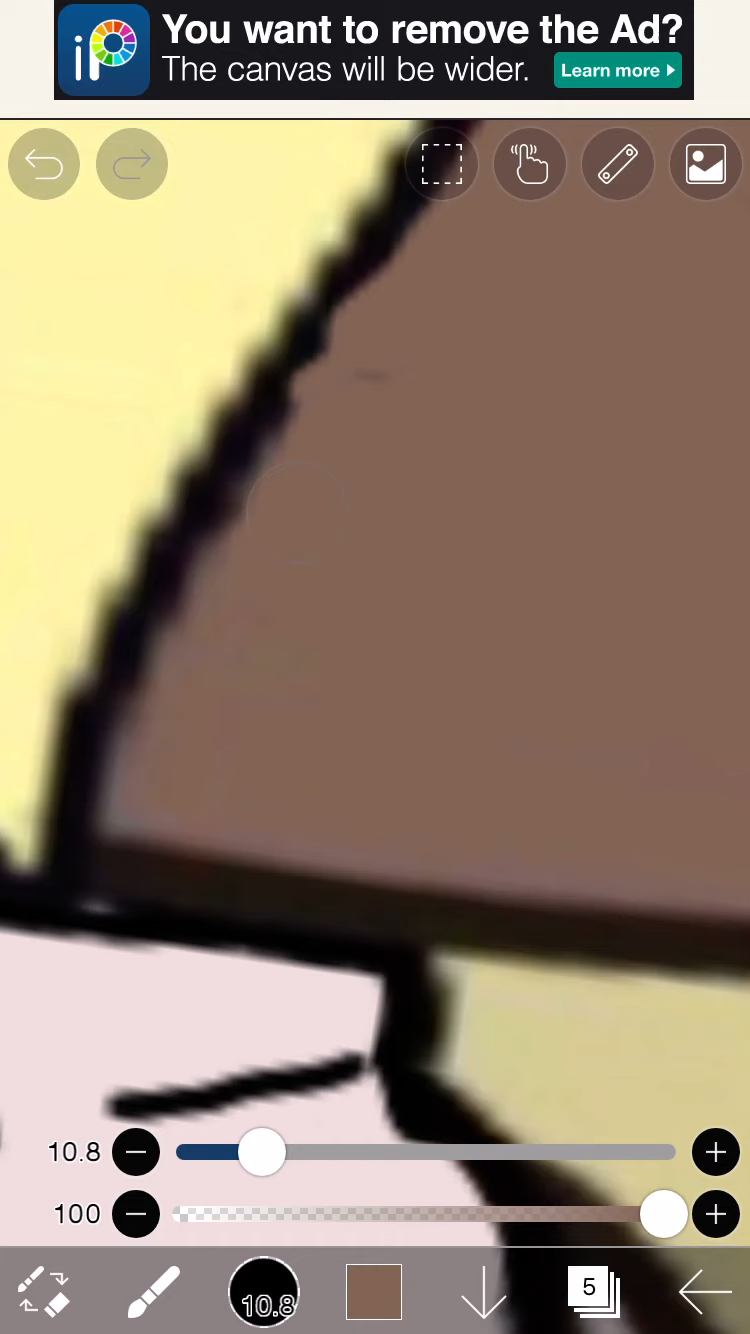 iP
You want to remove the Ad?
The canvas will be wider.
Learn more
10.8
100
10.8
5